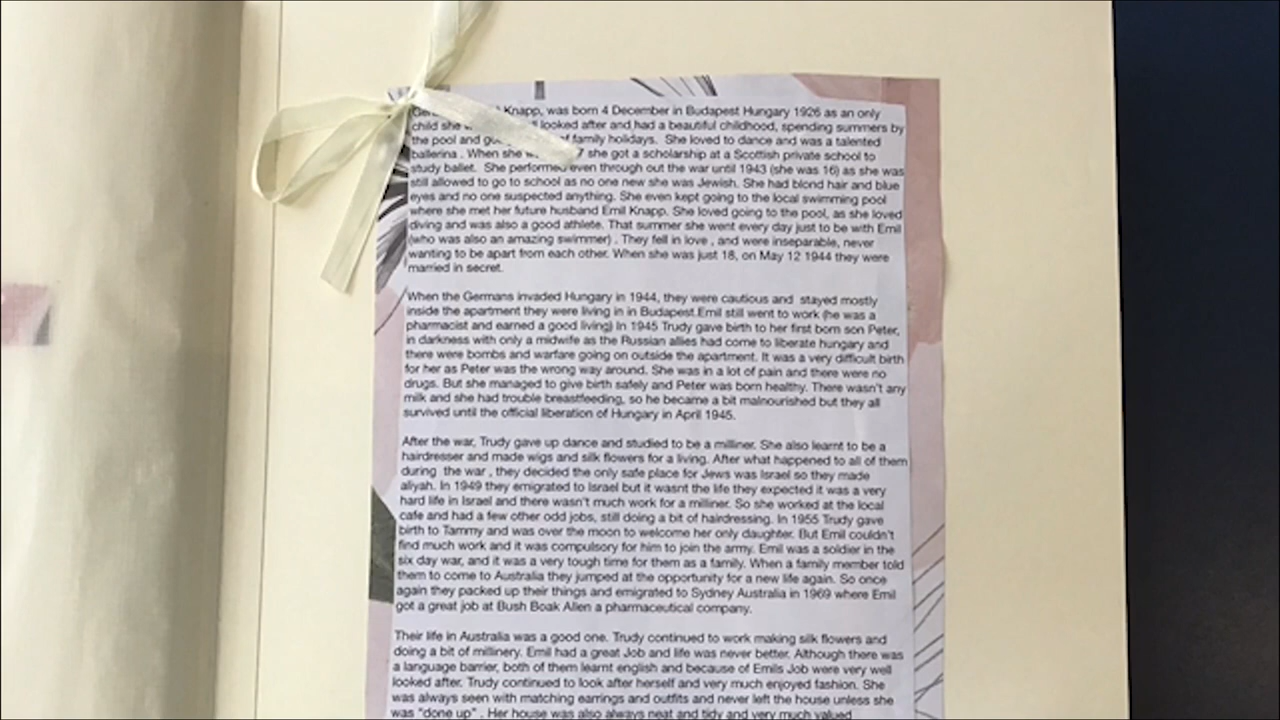 Knapp, was born 4 December in Budapest Hungary 1926 as an only
child she looked after and had a beautiful childhood, spending summers by
the pool and of family holidays. She loved to dance and was a talented
ballerina . When she she got a scholarship at a Scottish private school to
study ballet. She performed even through out the war until 1943 (she was 16) as she was
still allowed to go to school as no one new she was Jewish. She had blond hair and blue
eyes and no one suspected anything. She even kept going to the local swimming pool
where she met her future husband Emil Knapp. She loved going to the pool, as she loved
diving and was also a good athlete. That summer she went every day just to be with Emil
(who was also an amazing swimmer) . They fell in love , and were inseparable, never
wanting to be apart from each other. When she was just 18, on May 12 1944 they were
married in secret.
When the Germans invaded Hungary in 1944, they were cautious and stayed mostly
inside the apartment they were living in in Budapest.Emil still went to work (he was a
pharmacist and earned a good living) In 1945 Trudy gave birth to her first born son Peter,
in darkness with only a midwife as the Russian allies had come to liberate hungary and
there were bombs and warfare going on outside the apartment. It was a very difficult birth
for her as Peter was the wrong way around. She was in a lot of pain and there were no
drugs. But she managed to give birth safely and Peter was born healthy. There wasn't any
milk and she had trouble breastfeeding, so he became a bit malnourished but they all
survived until the official liberation of Hungary in April 1945.
After the war, Trudy gave up dance and studied to be a milliner. She also learnt to be a
hairdresser and made wigs and silk flowers for a living. After what happened to all of them
during the war , they decided the only safe place for Jews was Israel so they made
aliyah. In 1949 they emigrated to Israel but it wasnt the life they expected it was a very
hard life in Israel and there wasn't much work for a milliner. So she worked at the local
cafe and had a few other odd jobs, still doing a bit of hairdressing. In 1955 Trudy gave
birth to Tammy and was over the moon to welcome her only daughter. But Emil couldn't
find much work and it was compulsory for him to join the army. Emil was a soldier in the
six day war, and it was a very tough time for them as a family. When a family member told
them to come to Australia they jumped at the opportunity for a new life again. So once
again they packed up their things and emigrated to Sydney Australia in 1969 where Emil
got a great job at Bush Boak Allen a pharmaceutical company.
Their life in Australia was a good one. Trudy continued to work making silk flowers and
doing a bit of millinery. Emil had a great Job and life was never better. Although there was
a language barrier, both of them learnt english and because of Emils Job were very well
looked after. Trudy continued to look after herself and very much enjoyed fashion. She
was always seen with matching earrings and outfits and never left the house unless she
was "done up" . Her house was also always neat and tidy and very much valued